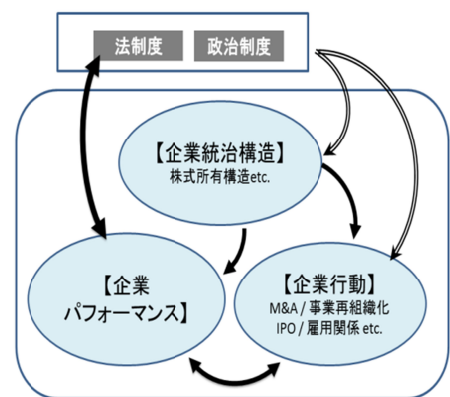 法制度
政治制度
【企業統治構造】
株式所有構造etc.
【企業
パフォーマンス】
【企業行動】
M&A / 事業再組織化
IPO / 雇用関係 etc.